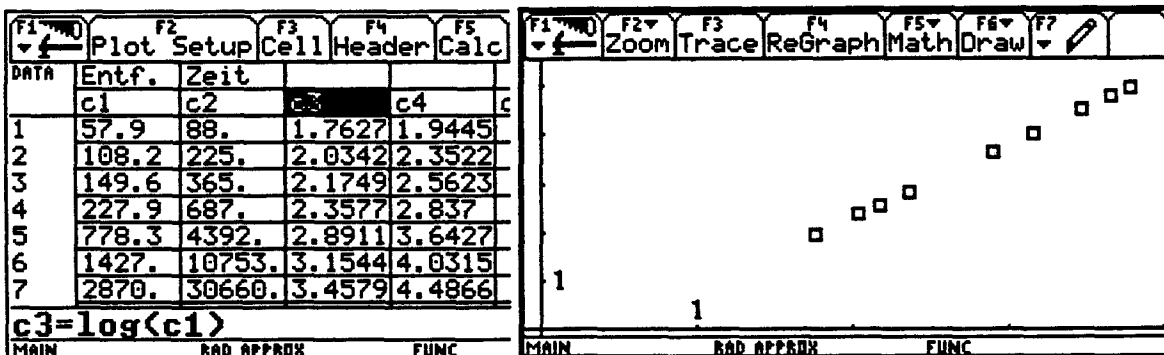 F1 F2 F3 F4 F5
Plot Setup Cell Header Calc
DATA Entf. Zeit
c1 c2 c3 c4 c
1 57.9 88. 1.7627 1.9445
2 108.2 225. 2.0342 2.3522
3 149.6 365. 2.1749 2.5623
4 227.9 687. 2.3577 2.837
5 778.3 4392. 2.8911 3.6427
6 1427. 10753. 3.1544 4.0315
7 2870. 30660. 3.4579 4.4866
c3=log(c1)
MAIN RAD APPROX FUNC
F1 F2 F3 F4 F5 F6 F7
Zoom Trace ReGraph Math Draw
1
1
MAIN RAD APPROX FUNC